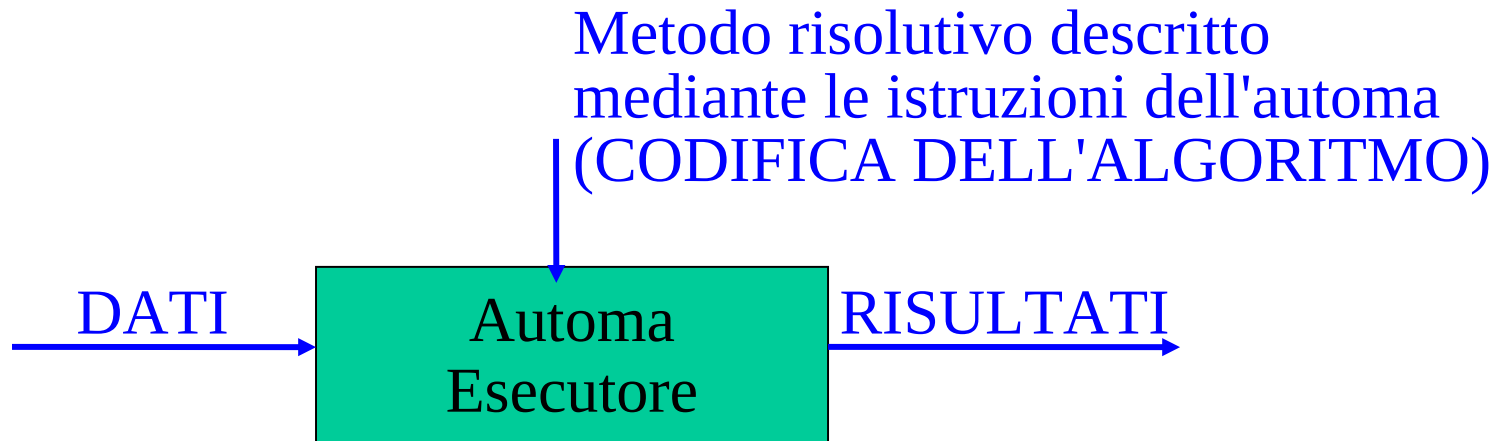 Metodo risolutivo descritto
mediante le istruzioni dell'automa
(CODIFICA DELL'ALGORITMO)
DATI
Automa
Esecutore
RISULTATI